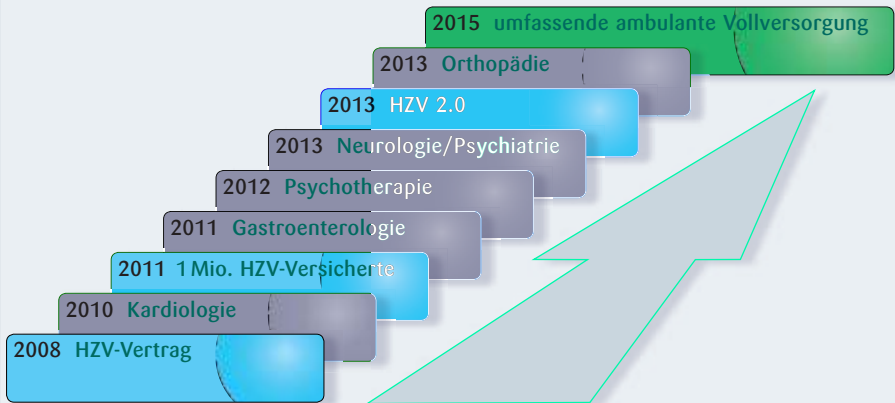 2015 umfassende ambulante Vollversorgung
2013 Orthopädie
2013 HZV 2.0
2013 Neurologie/Psychiatrie
2012 Psychotherapie
2011 Gastroenterologie
2011 1 Mio. HZV-Versicherte
2010 Kardiologie
2008 HZV-Vertrag